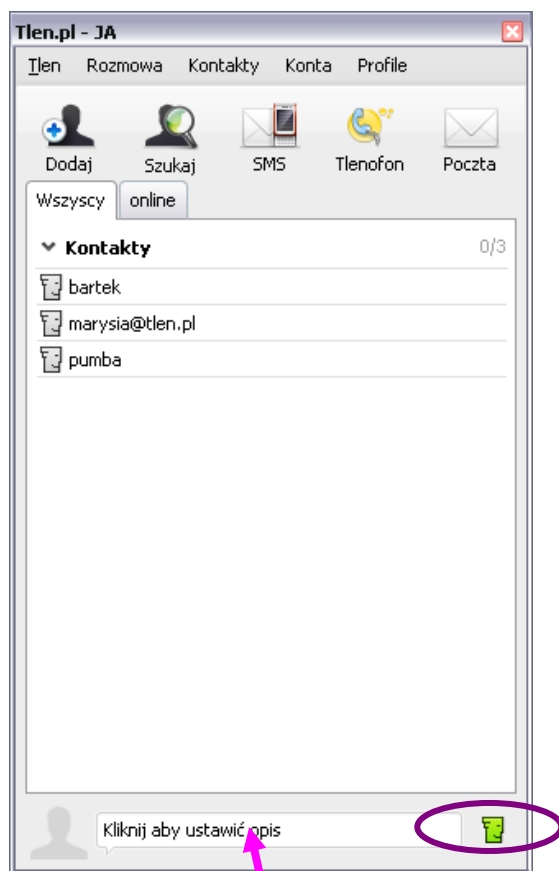 Tlen.pl - JA
Tlen Rozmowa Kontakty Konta Profile
Dodaj Szukaj SMS Tlenofon Poczta
Wszyscy online
Kontakty 0/3
bartek
marysia@tlen.pl
pumba
Kliknij aby ustawić opis